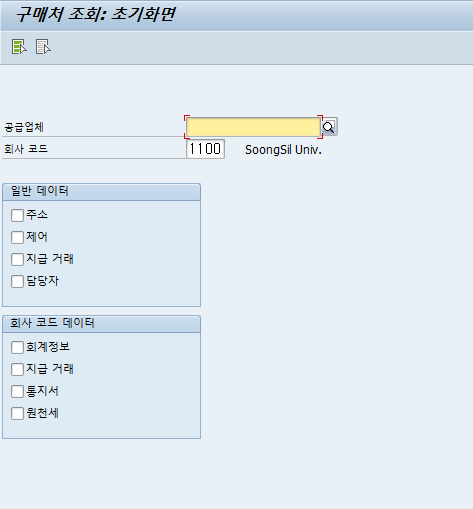 구매처 조회: 초기화면
공급업체
회사 코드 1100 SoongSil Univ.
일반 데이터
주소
제어
지급 거래
담당자
회사 코드 데이터
회계정보
지급 거래
통지서
원천세